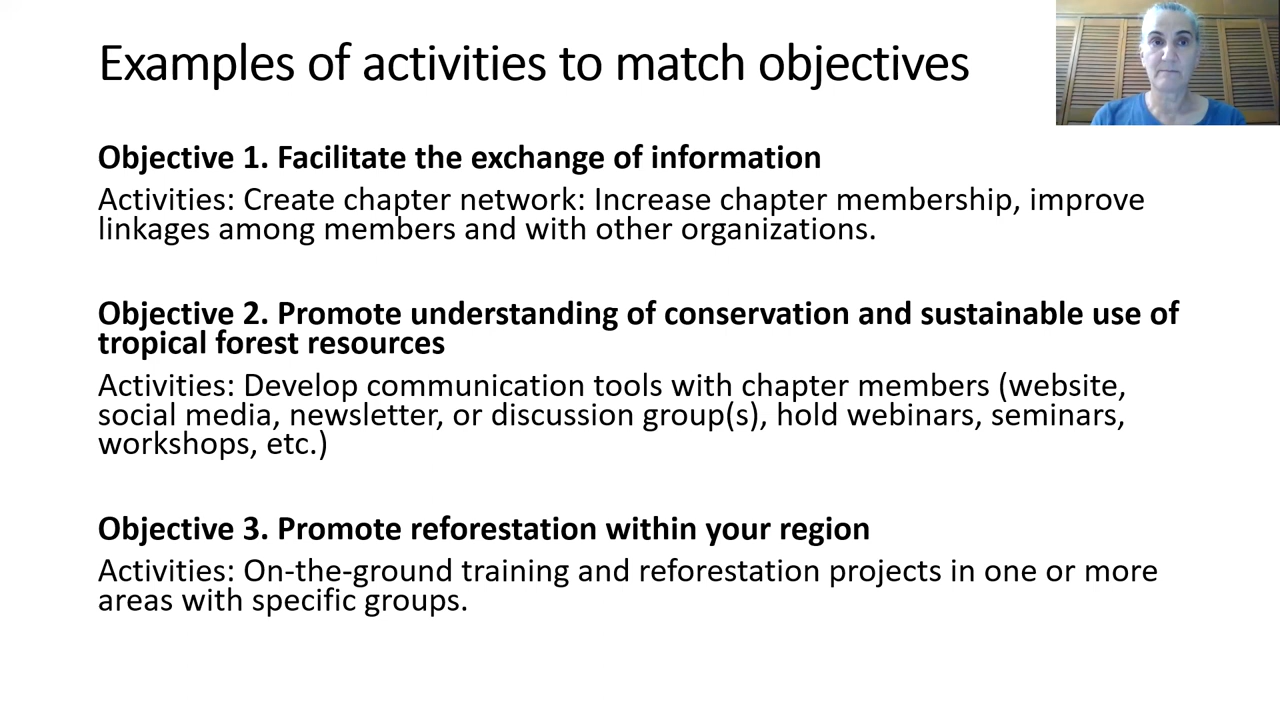 Examples of activities to match objectives
Objective 1. Facilitate the exchange of information
Activities: Create chapter network: Increase chapter membership, improve
linkages among members and with other organizations.
Objective 2. Promote understanding of conservation and sustainable use of
tropical forest resources
Activities: Develop communication tools with chapter members (website,
social media, newsletter, or discussion group(s), hold webinars, seminars,
workshops, etc.)
Objective 3. Promote reforestation within your region
Activities: On-the-ground training and reforestation projects in one or more
areas with specific groups.